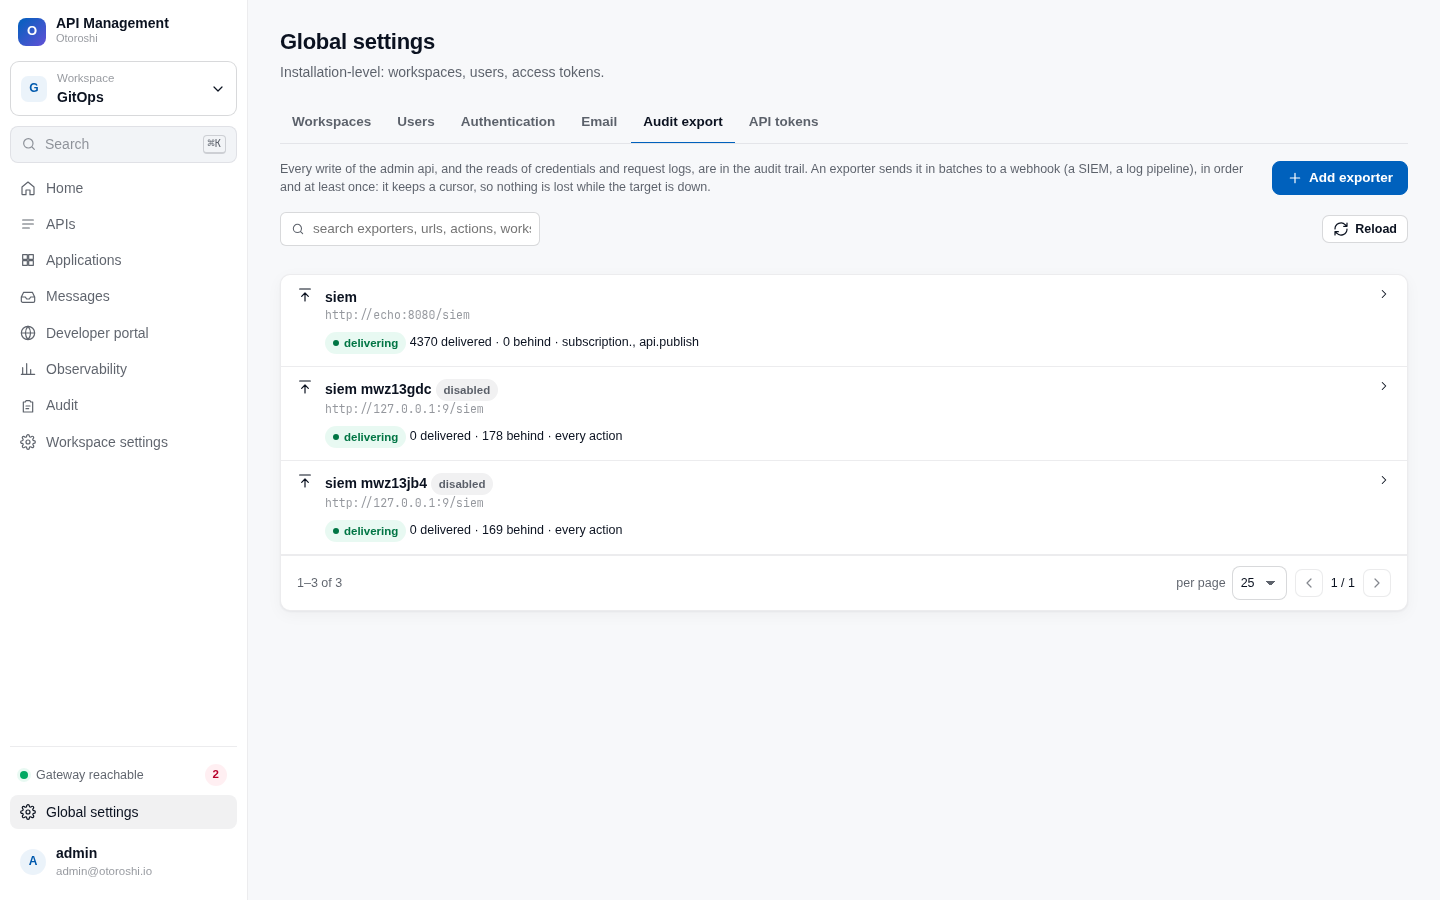 O
API Management
Otoroshi
G
Workspace
GitOps
Search
⌘K
Home
APIs
Applications
Messages
Developer portal
Observability
Audit
Workspace settings
Gateway reachable
2
Global settings
A
admin
admin@otoroshi.io
Global settings
Installation-level: workspaces, users, access tokens.
Workspaces Users Authentication Email Audit export API tokens
Every write of the admin api, and the reads of credentials and request logs, are in the audit trail. An exporter sends it in batches to a webhook (a SIEM, a log pipeline), in order
and at least once: it keeps a cursor, so nothing is lost while the target is down.
Add exporter
search exporters, urls, actions, works
Reload
siem
http://echo:8080/siem
delivering 4370 delivered · 0 behind · subscription., api.publish
siem mwz13gdc disabled
http://127.0.0.1:9/siem
delivering 0 delivered · 178 behind · every action
siem mwz13jb4 disabled
http://127.0.0.1:9/siem
delivering 0 delivered · 169 behind · every action
1–3 of 3
per page 25 1 / 1